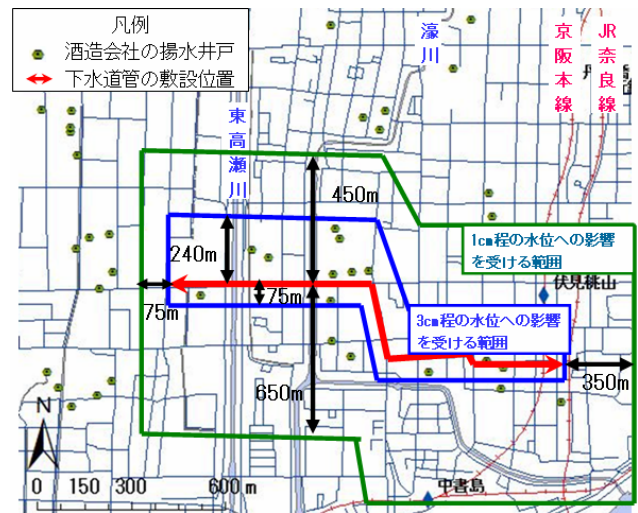 凡例
酒造会社の揚水井戸
下水道管の敷設位置
東高瀬川
濠川
京阪本線
JR奈良線
丹
450m
240m
75m
75m
650m
350m
1cm程の水位への影響
を受ける範囲
伏見桃山
3cm程の水位への影響
を受ける範囲
N
0 150 300 600 m
中書島